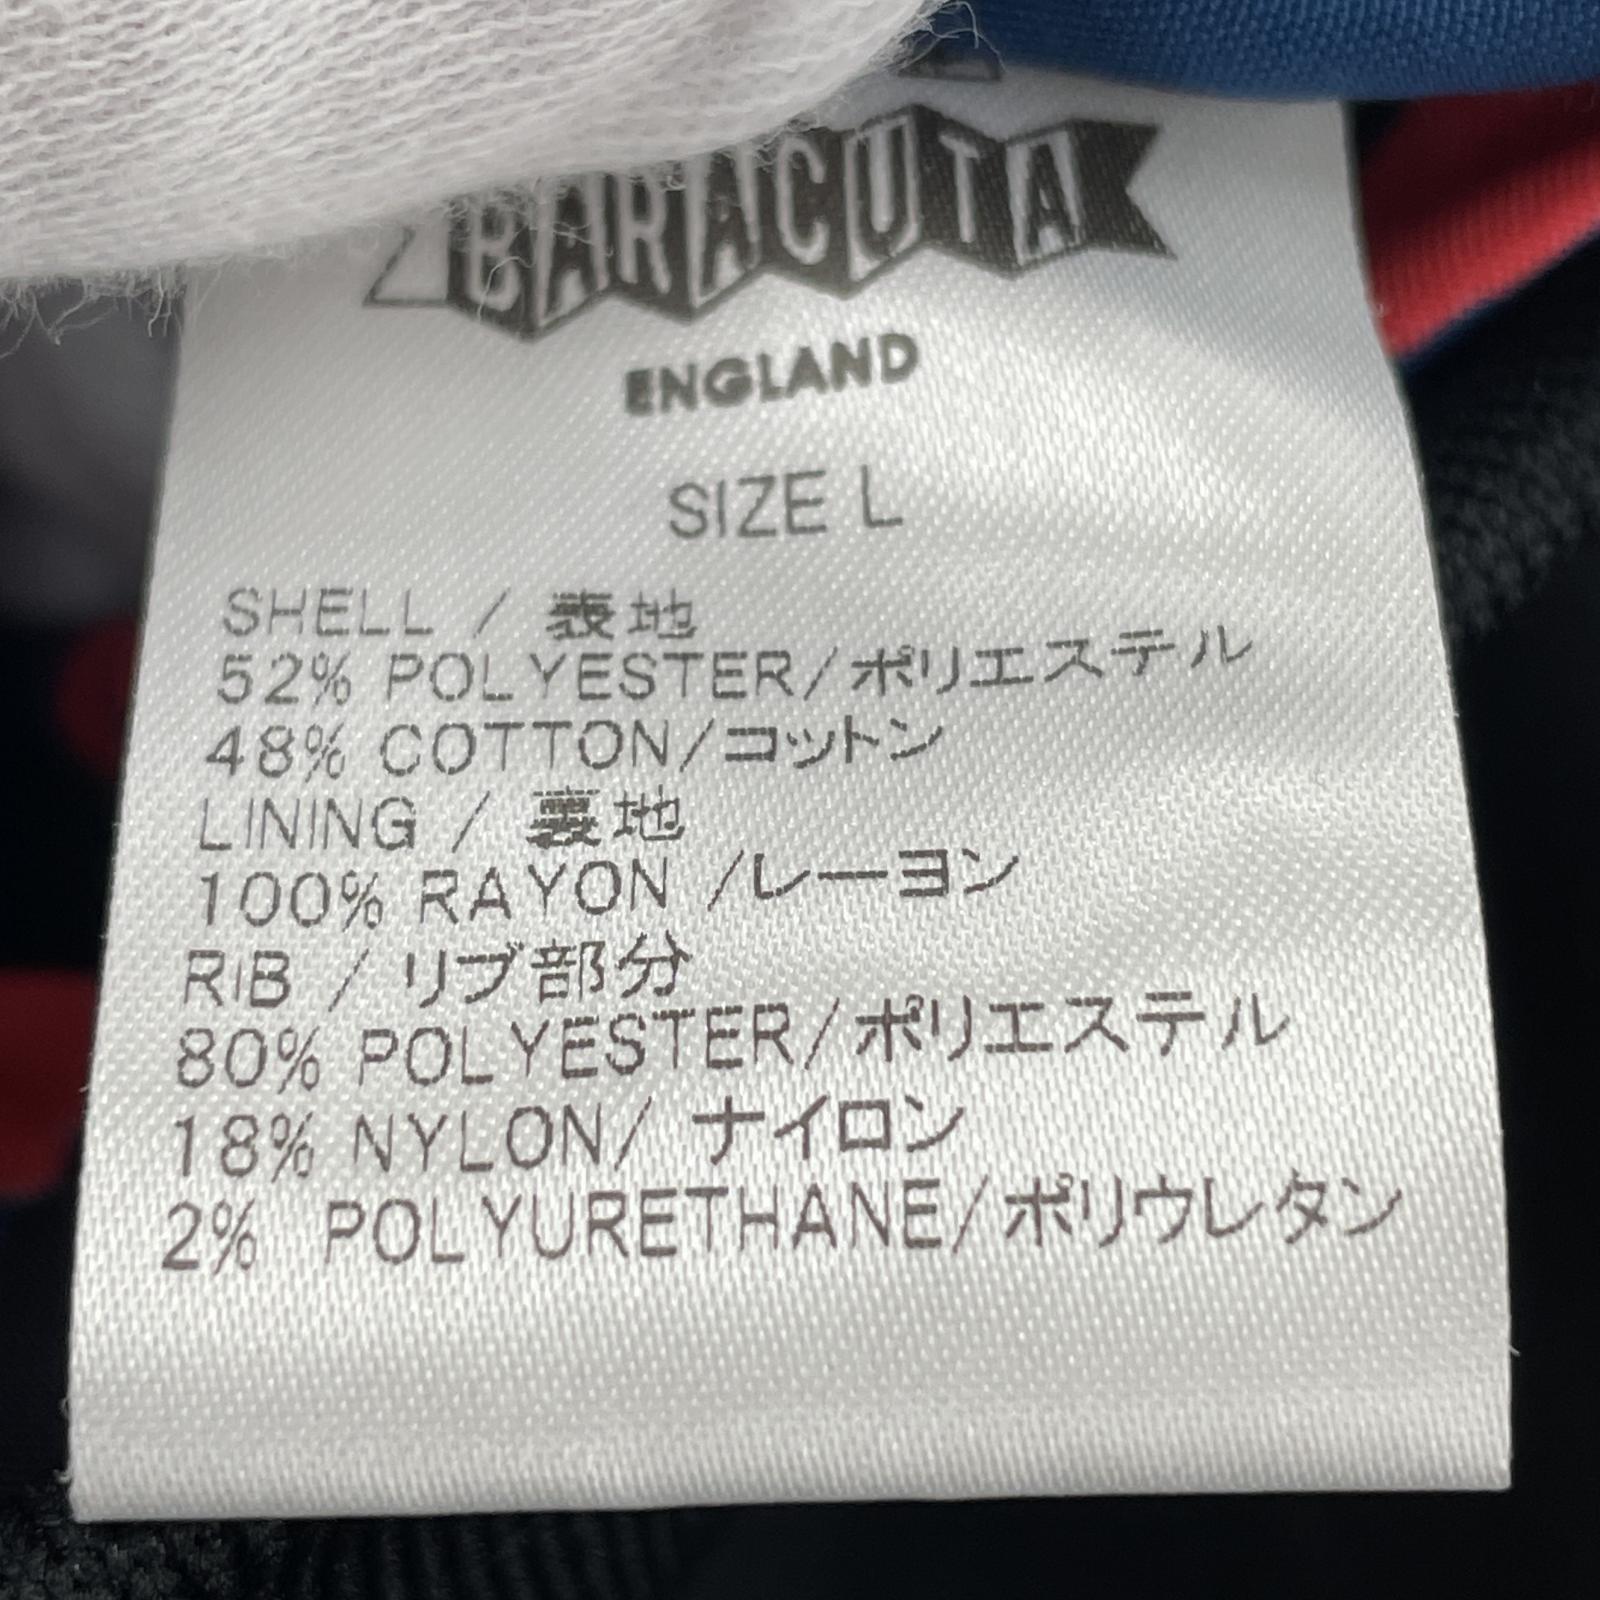 BARACUTA
ENGLAND
SIZE L
SHELL / 表地
52% POLYESTER/ポリエステル
48% COTTON/コットン
LINING / 裏地
100% RAYON /レーヨン
RIB / リブ部分
80% POLYESTER/ポリエステル
18% NYLON/ ナイロン
2% POLYURETHANE/ポリウレタン